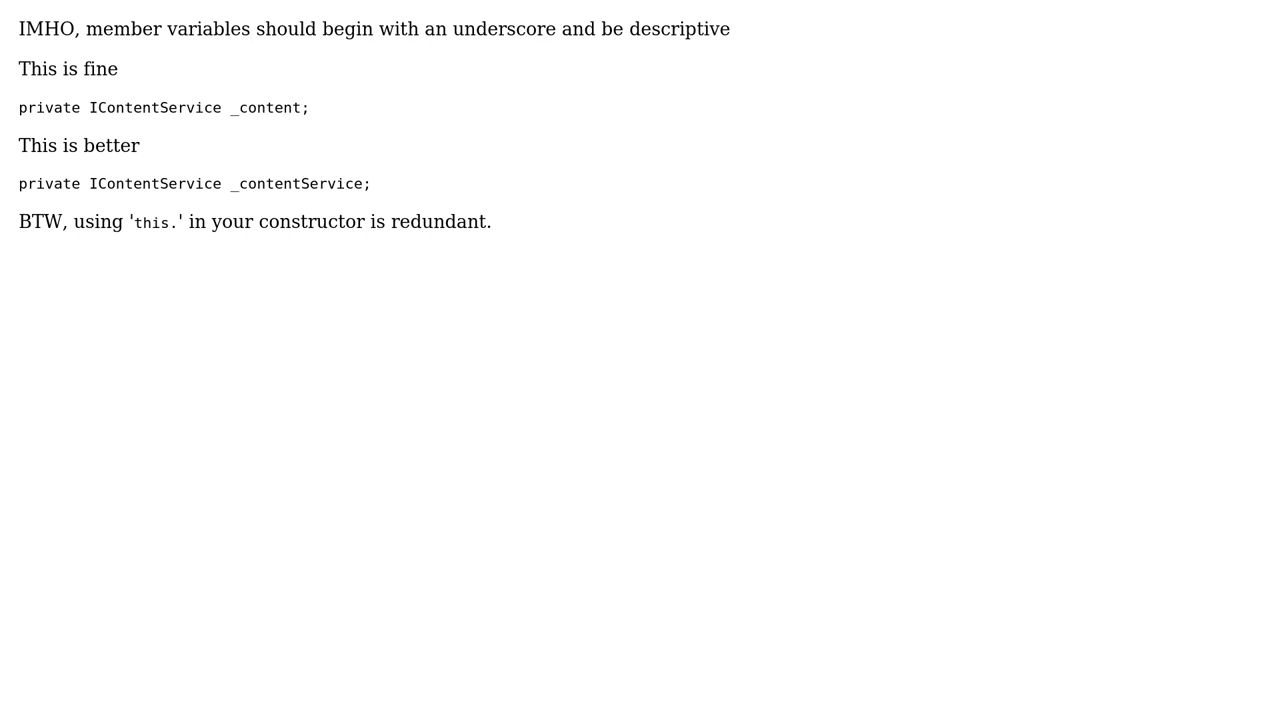 IMHO, member variables should begin with an underscore and be descriptive
This is fine
private IContentService _content;
This is better
private IContentService _contentService;
BTW, using 'this.' in your constructor is redundant.